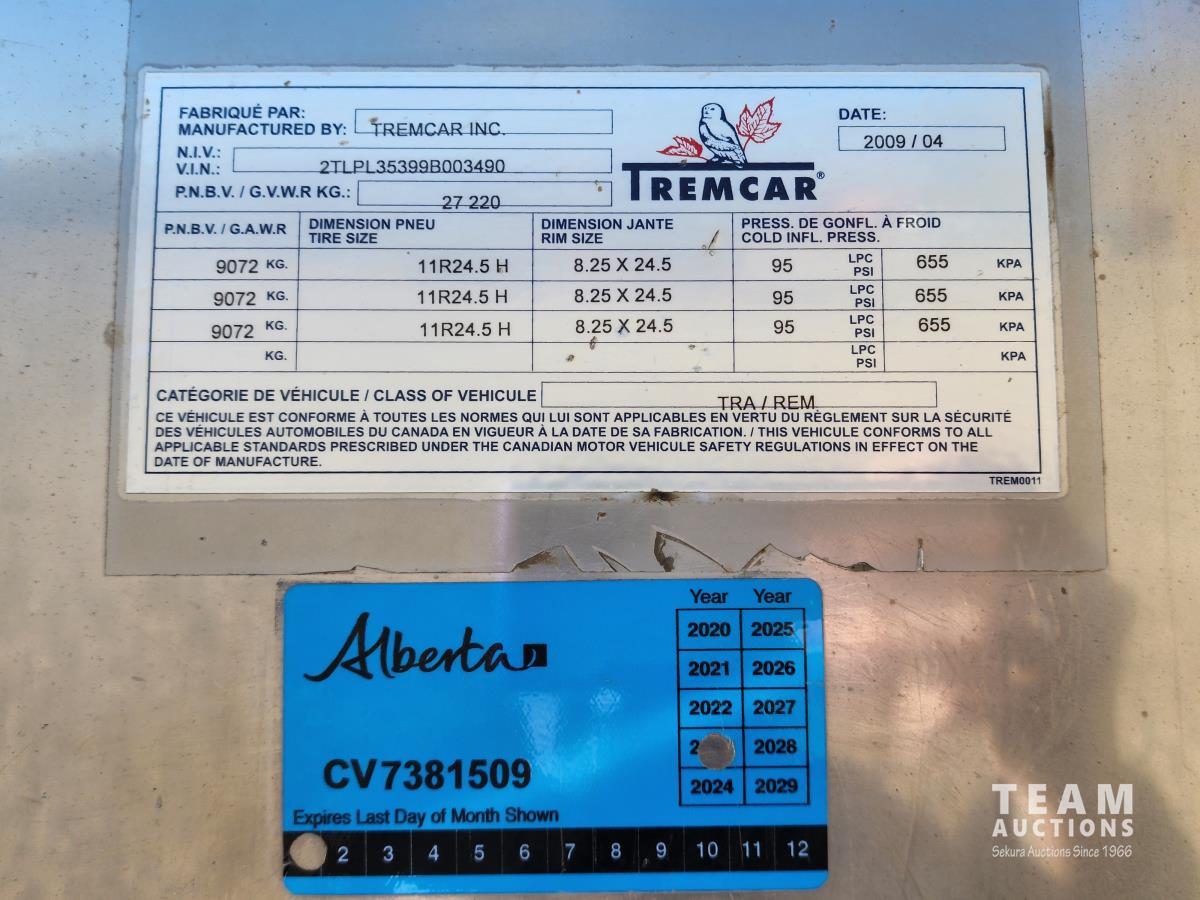 FABRIQUÉ PAR:
MANUFACTURED BY: TREMCAR INC.
N.I.V.:
V.I.N.: 2TLPL35399B003490
P.N.B.V. / G.V.W.R KG.: 27 220
TREMCAR®
DATE:
2009 / 04
P.N.B.V. / G.A.W.R DIMENSION PNEU DIMENSION JANTE PRESS. DE GONFL. À FROID
TIRE SIZE RIM SIZE COLD INFL. PRESS.
9072 KG. 11R24.5 H 8.25 X 24.5 95 LPC PSI 655 KPA
9072 KG. 11R24.5 H 8.25 X 24.5 95 LPC PSI 655 KPA
9072 KG. 11R24.5 H 8.25 X 24.5 95 LPC PSI 655 KPA
KG. LPC PSI KPA
CATÉGORIE DE VÉHICULE / CLASS OF VEHICULE TRA / REM.
CE VÉHICULE EST CONFORME À TOUTES LES NORMES QUI LUI SONT APPLICABLES EN VERTU DU RÈGLEMENT SUR LA SÉCURITÉ
DES VÉHICULES AUTOMOBILES DU CANADA EN VIGUEUR À LA DATE DE SA FABRICATION. / THIS VEHICULE CONFORMS TO ALL
APPLICABLE STANDARDS PRESCRIBED UNDER THE CANADIAN MOTOR VEHICULE SAFETY REGULATIONS IN EFFECT ON THE
DATE OF MANUFACTURE.
TREM0011
Alberta
Year Year
2020 2025
2021 2026
2022 2027
2028
2024 2029
CV7381509
Expires Last Day of Month Shown
2 3 4 5 6 7 8 9 10 11 12
TEAM
AUCTIONS
Sekura Auctions Since 1966